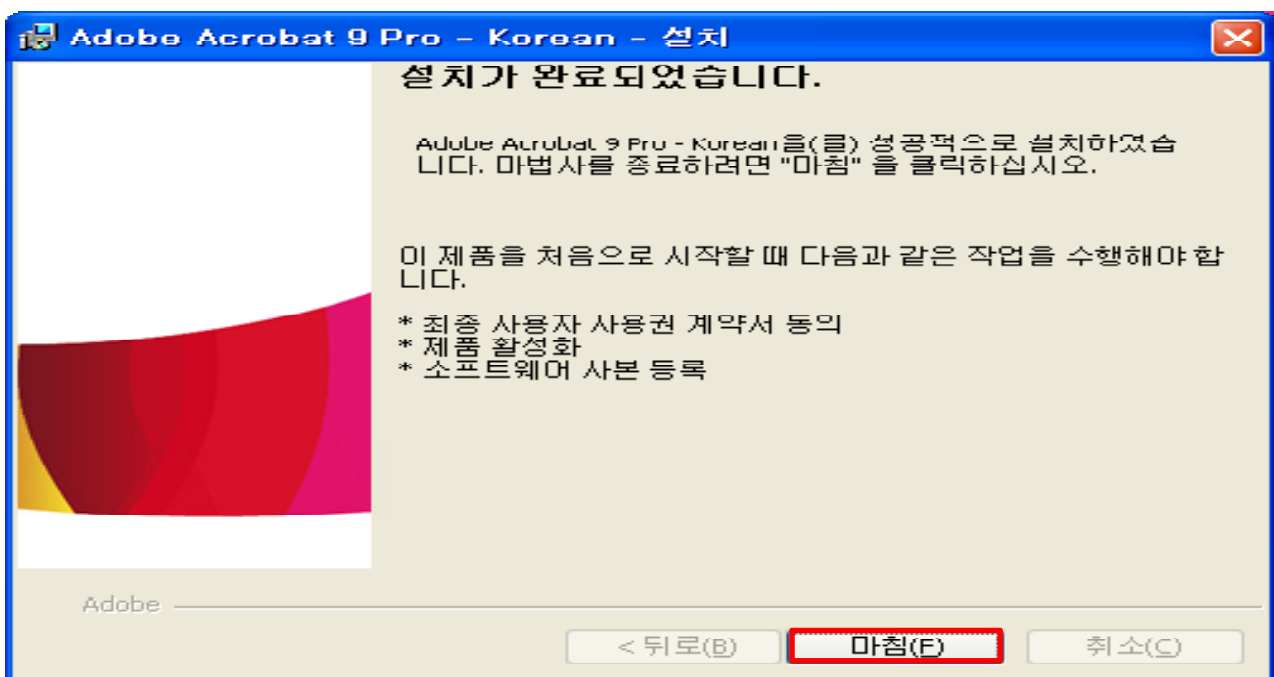 Adobe Acrobat 9 Pro - Korean - 설치
설치가 완료되었습니다.
Adobe Acrobat 9 Pro - Korean을(를) 성공적으로 설치하였습
니다. 마법사를 종료하려면 "마침" 을 클릭하십시오.
이 제품을 처음으로 시작할 때 다음과 같은 작업을 수행해야 합
니다.
* 최종 사용자 사용권 계약서 동의
* 제품 활성화
* 소프트웨어 사본 등록
Adobe
< 뒤로(B) 마침(F) 취소(C)